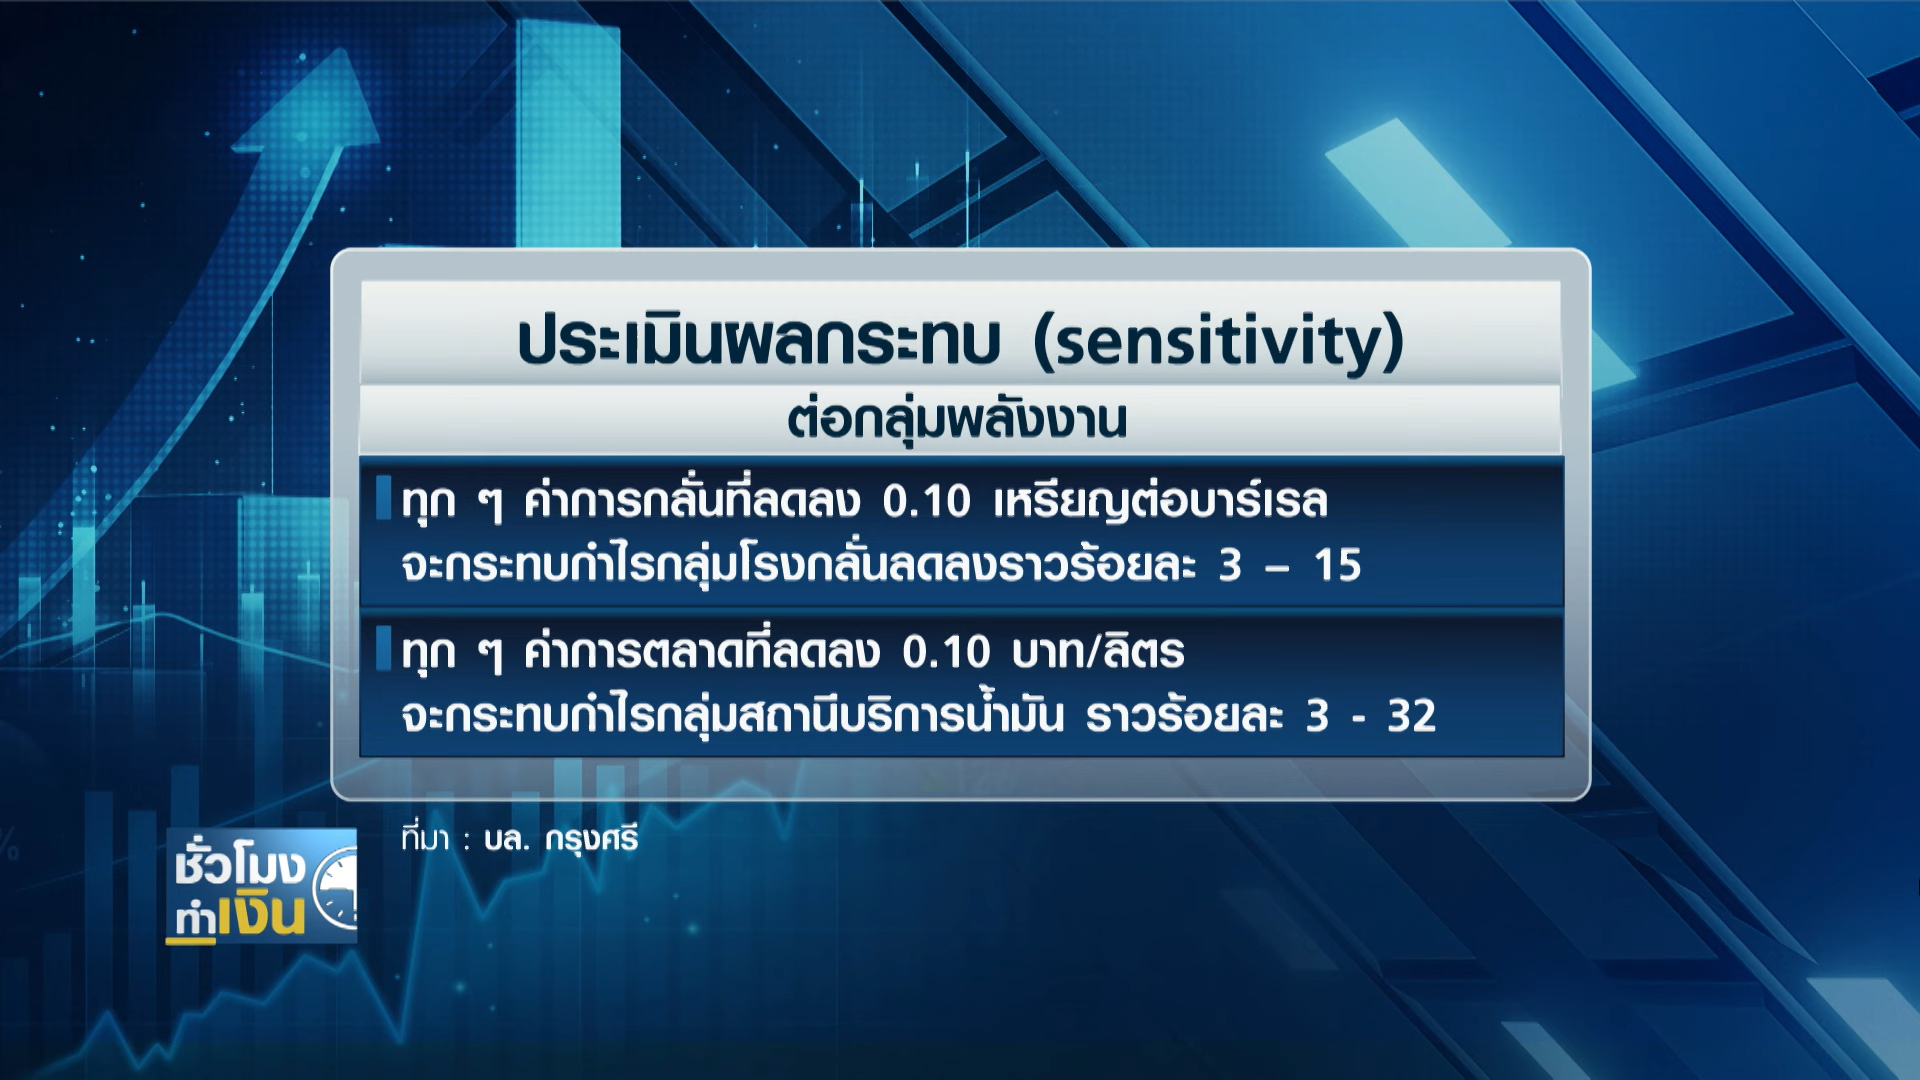 ประเมินผลกระทบ (sensitivity)
ต่อกลุ่มพลังงาน
ทุก ๆ ค่าการกลั่นที่ลดลง 0.10 เหรียญต่อบาร์เรล
จะกระทบกำไรกลุ่มโรงกลั่นลดลงราวร้อยละ 3 – 15
ทุก ๆ ค่าการตลาดที่ลดลง 0.10 บาท/ลิตร
จะกระทบกำไรกลุ่มสถานีบริการน้ำมัน ราวร้อยละ 3 - 32
ที่มา : บล. กรุงศรี
ชั่วโมง
ทำเงิน
%